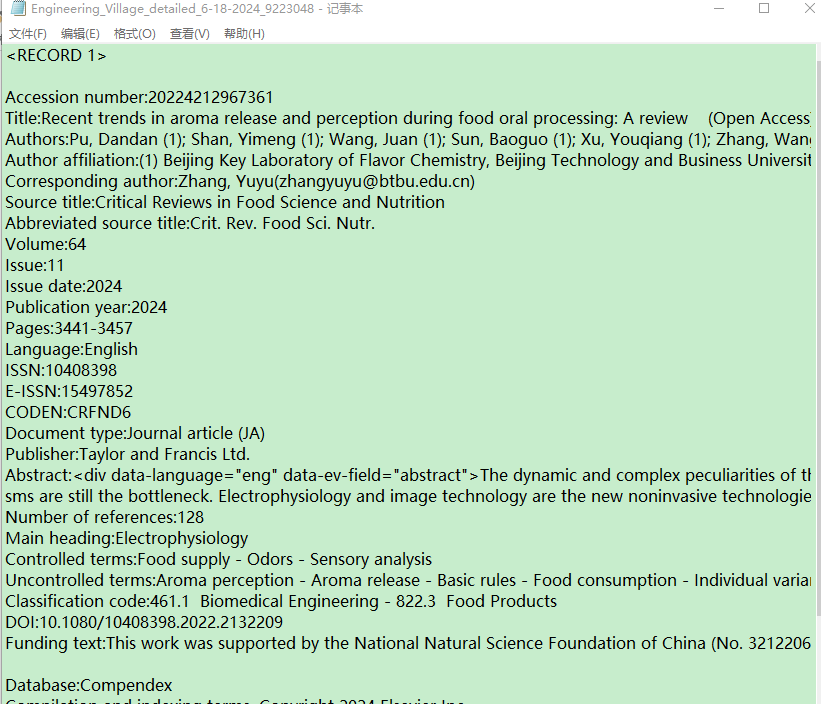 Engineering_Village_detailed_6-18-2024_9223048 - 记事本
文件(F) 编辑(E) 格式(O) 查看(V) 帮助(H)
<RECORD 1>
Accession number:20224212967361
Title:Recent trends in aroma release and perception during food oral processing: A review (Open Access)
Authors:Pu, Dandan (1); Shan, Yimeng (1); Wang, Juan (1); Sun, Baoguo (1); Xu, Youqiang (1); Zhang, Wang
Author affiliation:(1) Beijing Key Laboratory of Flavor Chemistry, Beijing Technology and Business Universit
Corresponding author:Zhang, Yuyu(zhangyuyu@btbu.edu.cn)
Source title:Critical Reviews in Food Science and Nutrition
Abbreviated source title:Crit. Rev. Food Sci. Nutr.
Volume:64
Issue:11
Issue date:2024
Publication year:2024
Pages:3441-3457
Language:English
ISSN:10408398
E-ISSN:15497852
CODEN:CRFND6
Document type:Journal article (JA)
Publisher:Taylor and Francis Ltd.
Abstract:<div data-language="eng" data-ev-field="abstract">The dynamic and complex peculiarities of th
sms are still the bottleneck. Electrophysiology and image technology are the new noninvasive technologie
Number of references:128
Main heading:Electrophysiology
Controlled terms:Food supply - Odors - Sensory analysis
Uncontrolled terms:Aroma perception - Aroma release - Basic rules - Food consumption - Individual varia
Classification code:461.1 Biomedical Engineering - 822.3 Food Products
DOI:10.1080/10408398.2022.2132209
Funding text:This work was supported by the National Natural Science Foundation of China (No. 3212206
Database:Compendex
Compilation and indexing terms, Copyright 2024 Elsevier Inc.